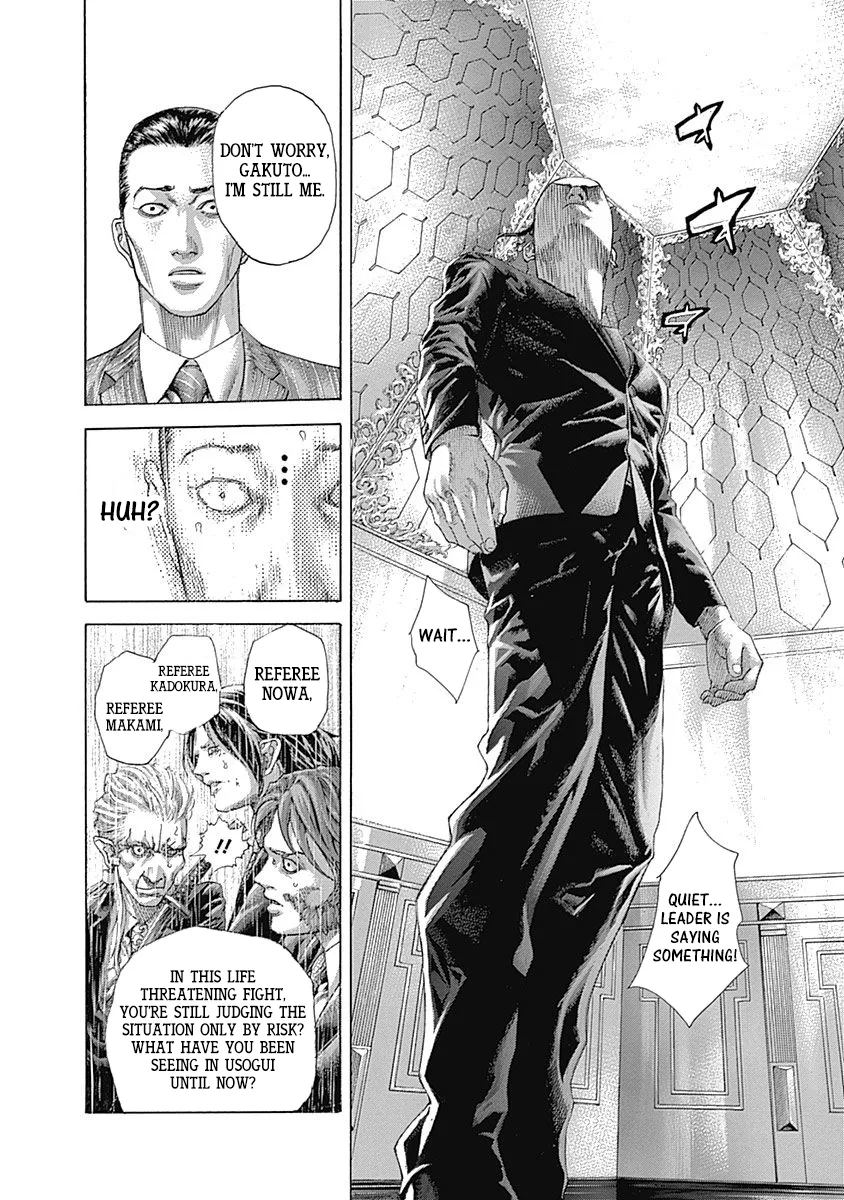 WAIT...
QUIET...
LEADER IS
SAYING
SOMETHING!
DON'T WORRY,
GAKUTO...
I'M STILL ME.
HUH?
REFEREE
NOWA,
REFEREE
KADOKURA,
REFEREE
MAKAMI,
!!
IN THIS LIFE
THREATENING FIGHT,
YOU'RE STILL JUDGING THE
SITUATION ONLY BY RISK?
WHAT HAVE YOU BEEN
SEEING IN USOGUI
UNTIL NOW?